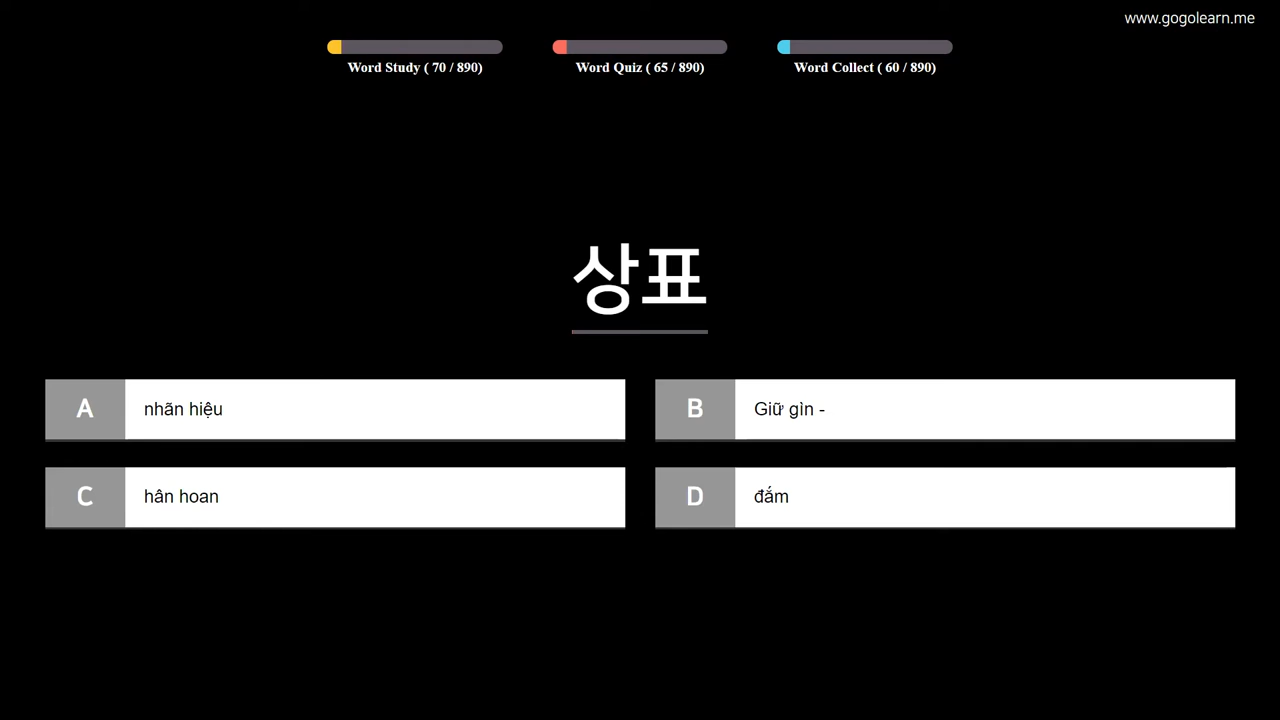 www.gogolearn.me
Word Study ( 70 / 890)
Word Quiz ( 65 / 890)
Word Collect ( 60 / 890)
상표
A nhãn hiệu
B Giữ gìn -
C hân hoan
D đắm